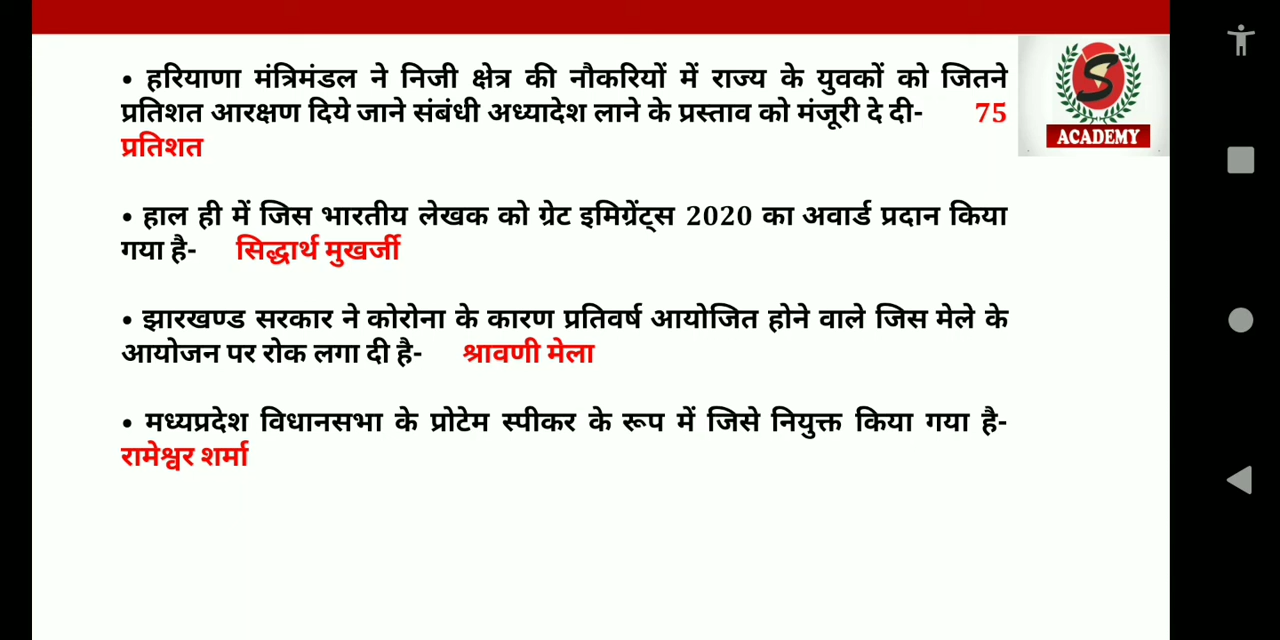 • हरियाणा मंत्रिमंडल ने निजी क्षेत्र की नौकरियों में राज्य के युवकों को जितने
प्रतिशत आरक्षण दिये जाने संबंधी अध्यादेश लाने के प्रस्ताव को मंजूरी दे दी- 75
प्रतिशत
• हाल ही में जिस भारतीय लेखक को ग्रेट इमिग्रेंट्स 2020 का अवार्ड प्रदान किया
गया है- सिद्धार्थ मुखर्जी
• झारखण्ड सरकार ने कोरोना के कारण प्रतिवर्ष आयोजित होने वाले जिस मेले के
आयोजन पर रोक लगा दी है- श्रावणी मेला
• मध्यप्रदेश विधानसभा के प्रोटेम स्पीकर के रूप में जिसे नियुक्त किया गया है-
रामेश्वर शर्मा
S
ACADEMY